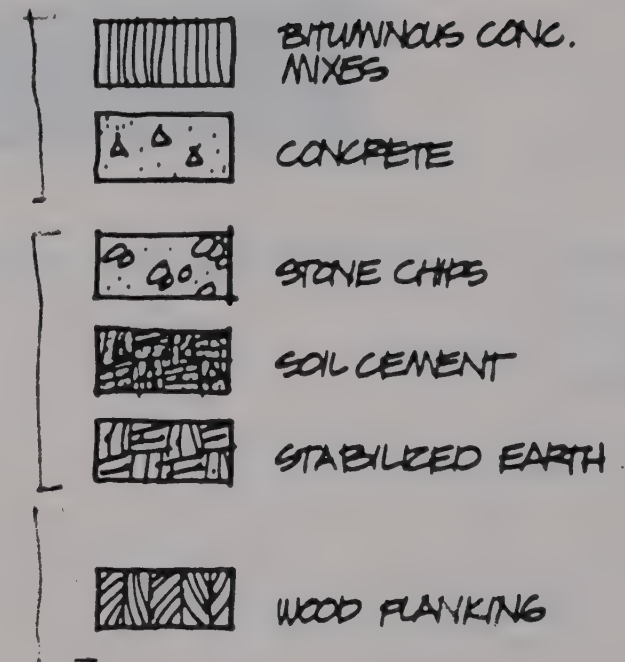 BITUMINOUS CONC.
MIXES
CONCRETE
STONE CHIPS
SOIL CEMENT
STABILIZED EARTH
WOOD PLANKING